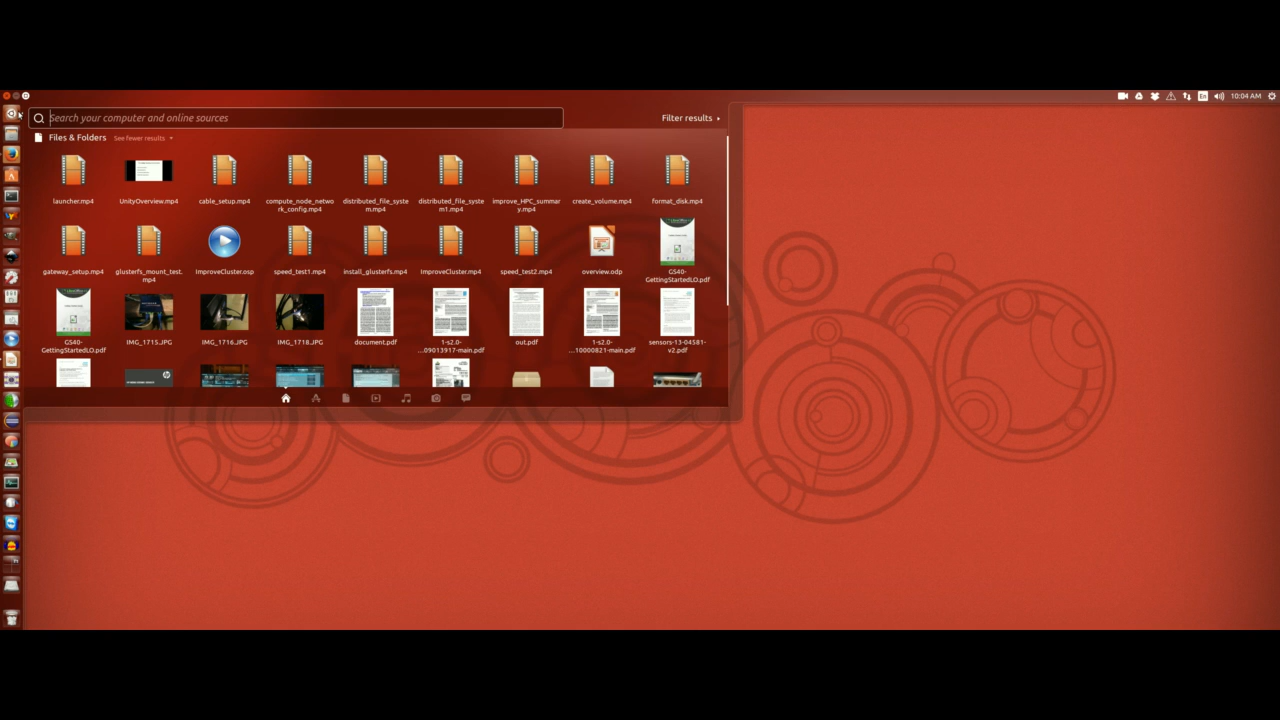 En
10:04 AM
Search your computer and online sources
Filter results
Files & Folders
See fewer results
launcher.mp4
UnityOverview.mp4
cable_setup.mp4
compute_node_netwo
rk_config.mp4
distributed_file_syste
m.mp4
distributed_file_syste
m1.mp4
improve_HPC_summar
y.mp4
create_volume.mp4
format_disk.mp4
gateway_setup.mp4
glusterfs_mount_test.
mp4
ImproveCluster.osp
speed_test1.mp4
install_glusterfs.mp4
ImproveCluster.mp4
speed_test2.mp4
overview.odp
GS40-
GettingStartedLO.pdf
GS40-
GettingStartedLO.pdf
IMG_1715.JPG
IMG_1716.JPG
IMG_1718.JPG
document.pdf
1-s2.0-
...09013917-main.pdf
out.pdf
1-s2.0-
...10000821-main.pdf
sensors-13-04581-
v2.pdf
hp